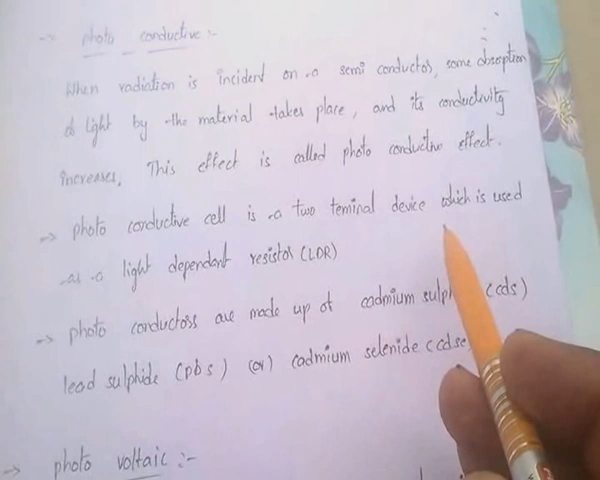 → photo conductive :-
When radiation is incident on a semi conductor, some absorption
of light by the material takes place, and its conductivity
increases. This effect is called photo conductive effect.
→ photo conductive cell is a two teminal device which is used
as a light dependent resistor (LDR)
→ photo conductors are made up of cadmium (cds)
lead sulphide (pbs) (or) cadmium selenide (cdse
→ photo voltaic :-